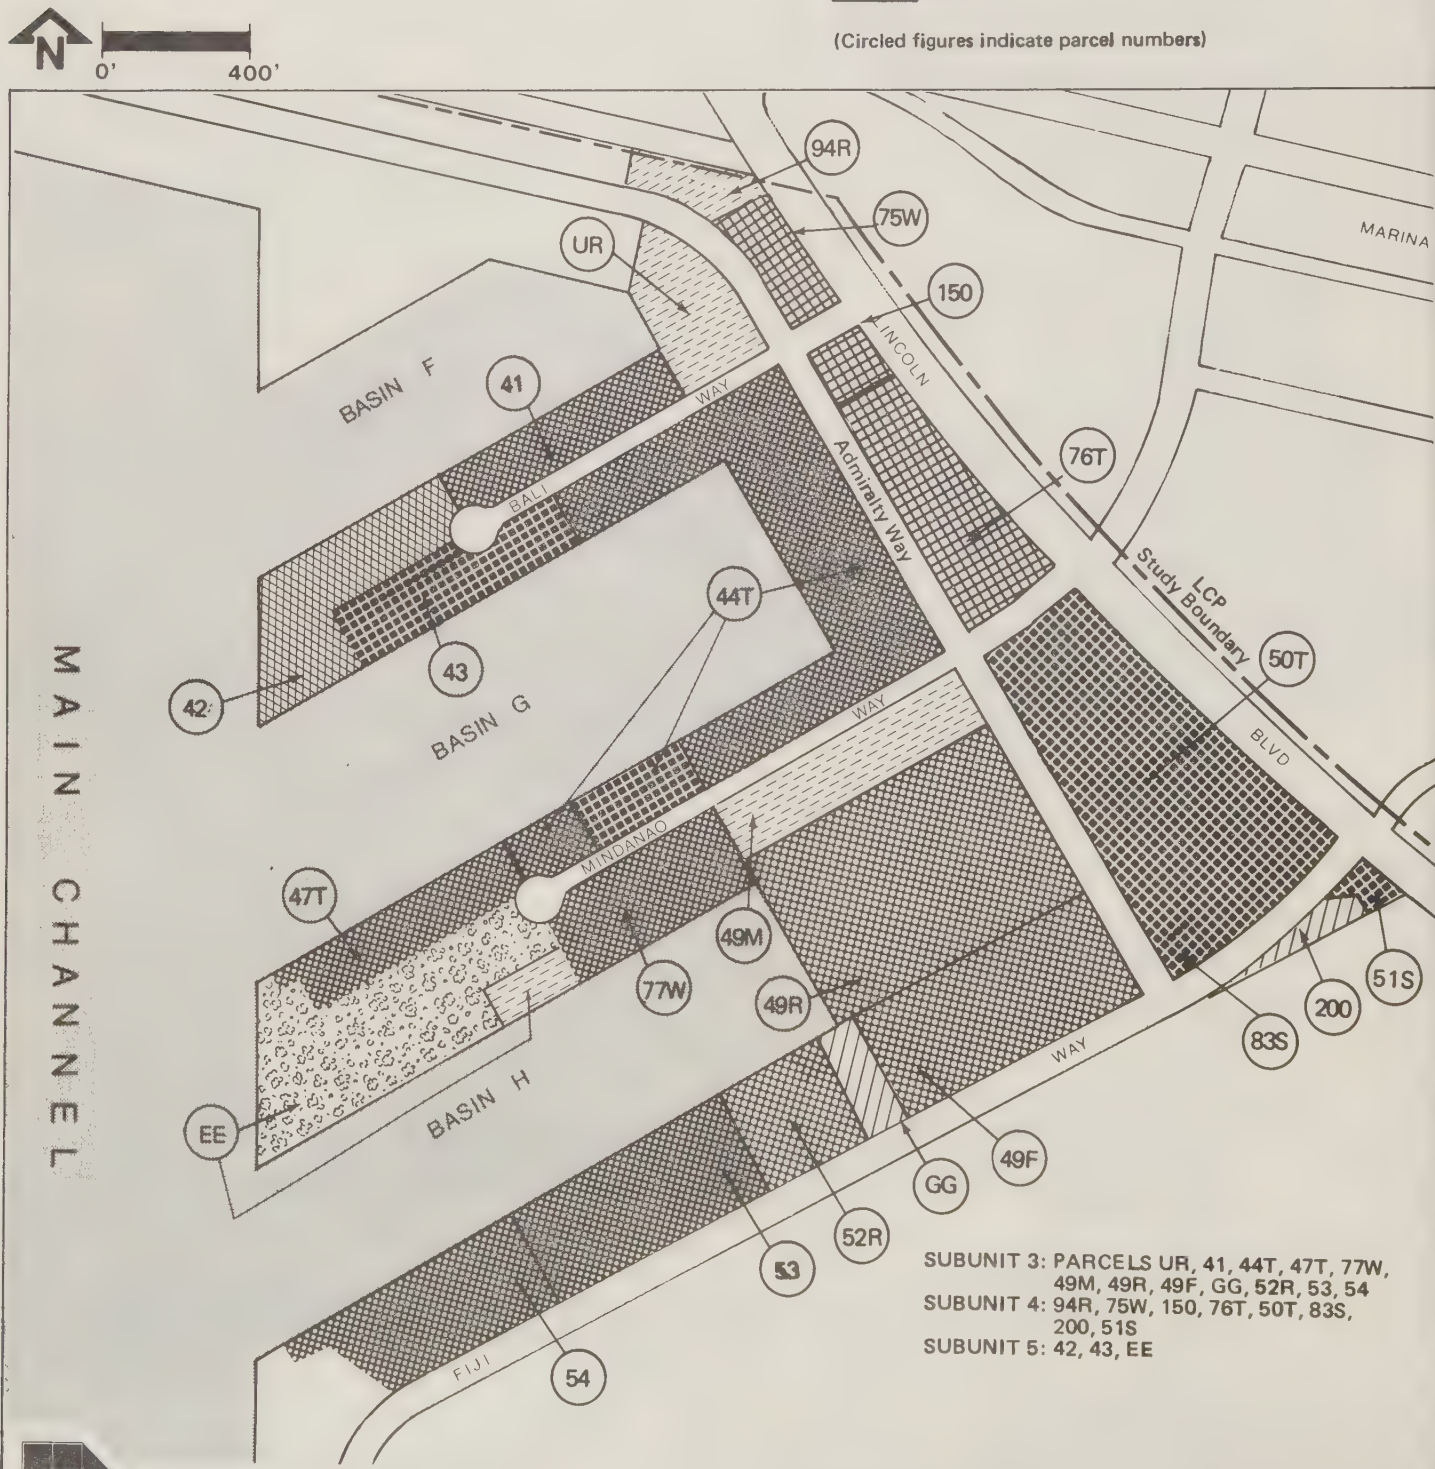 (Circled figures indicate parcel numbers)
N
0' 400'
94R
75W
MARINA
UR
150
LINCOLN
BASIN F
41
WAY
76T
Admiralty Way
BALI
LCP
Study Boundary
44T
43
42
50T
BASIN G
WAY
BLVD
MAIN CHANNEL
MINDANAO
47T
49M
77W
49R
51S
200
83S
WAY
BASIN H
EE
49F
GG
52R
53
SUBUNIT 3: PARCELS UR, 41, 44T, 47T, 77W,
49M, 49R, 49F, GG, 52R, 53, 54
SUBUNIT 4: 94R, 75W, 150, 76T, 50T, 83S,
200, 51S
SUBUNIT 5: 42, 43, EE
FIJI
54